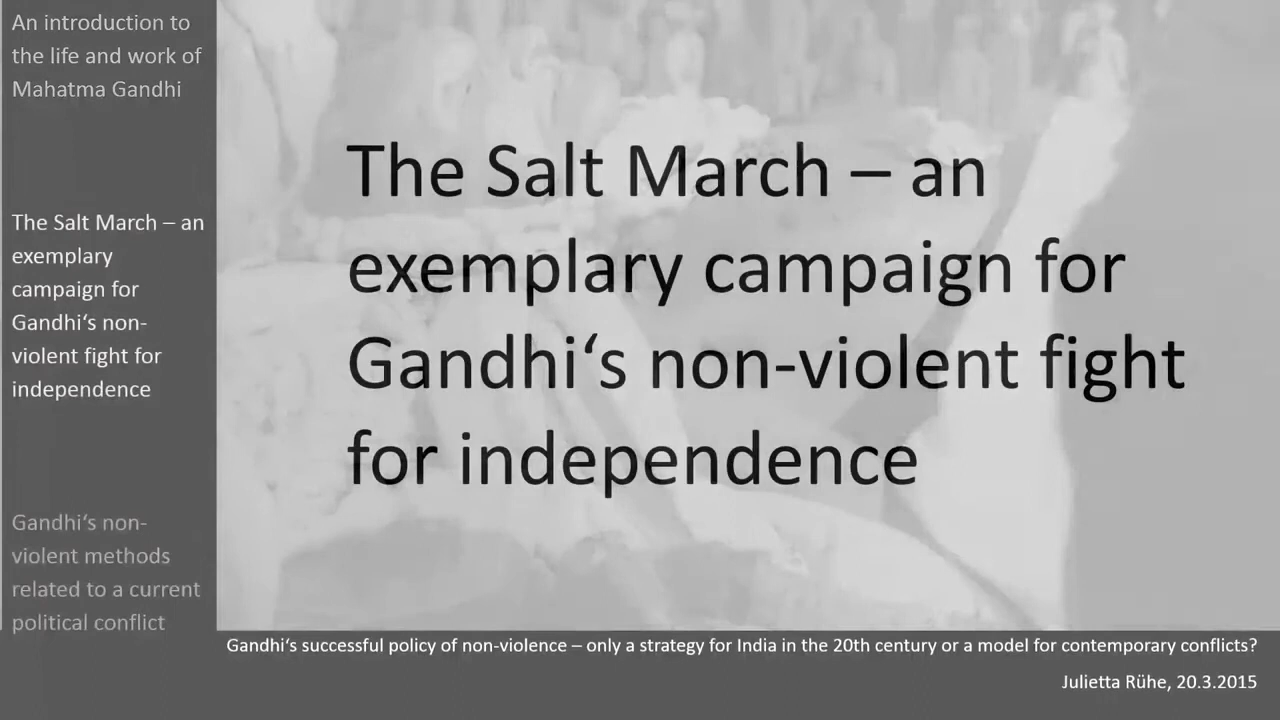 An introduction to
the life and work of
Mahatma Gandhi
The Salt March – an
exemplary
campaign for
Gandhi‘s non-
violent fight for
independence
Gandhi‘s non-
violent methods
related to a current
political conflict
The Salt March – an
exemplary campaign for
Gandhi‘s non-violent fight
for independence
Gandhi‘s successful policy of non-violence – only a strategy for India in the 20th century or a model for contemporary conflicts?
Julietta Rühe, 20.3.2015